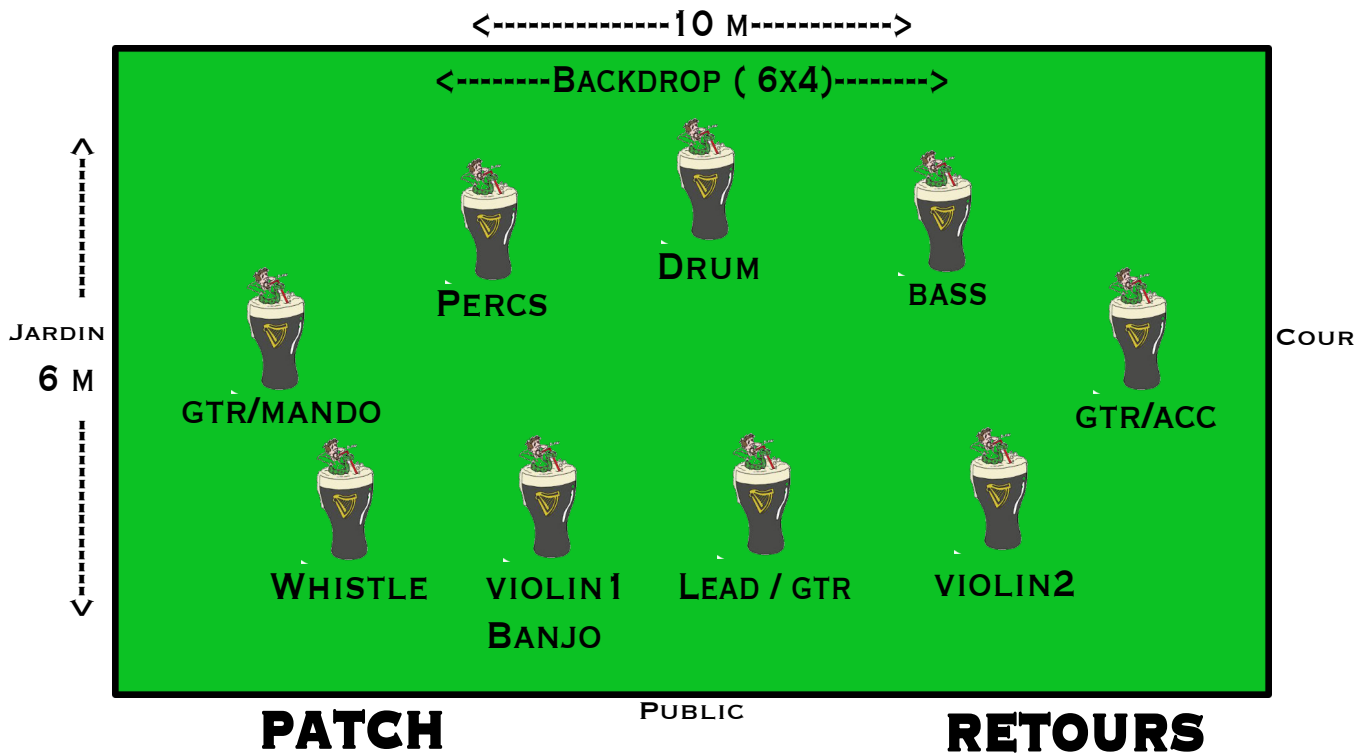 <-------------10 M------------->
<-------Backdrop ( 6x4)-------->
Drum
Percs
BASS
Jardin
Cour
6 M
GTR/MANDO
GTR/ACC
Whistle
VIOLIN1
Lead / GTR
VIOLIN2
Banjo
Public
PATCH
RETOURS